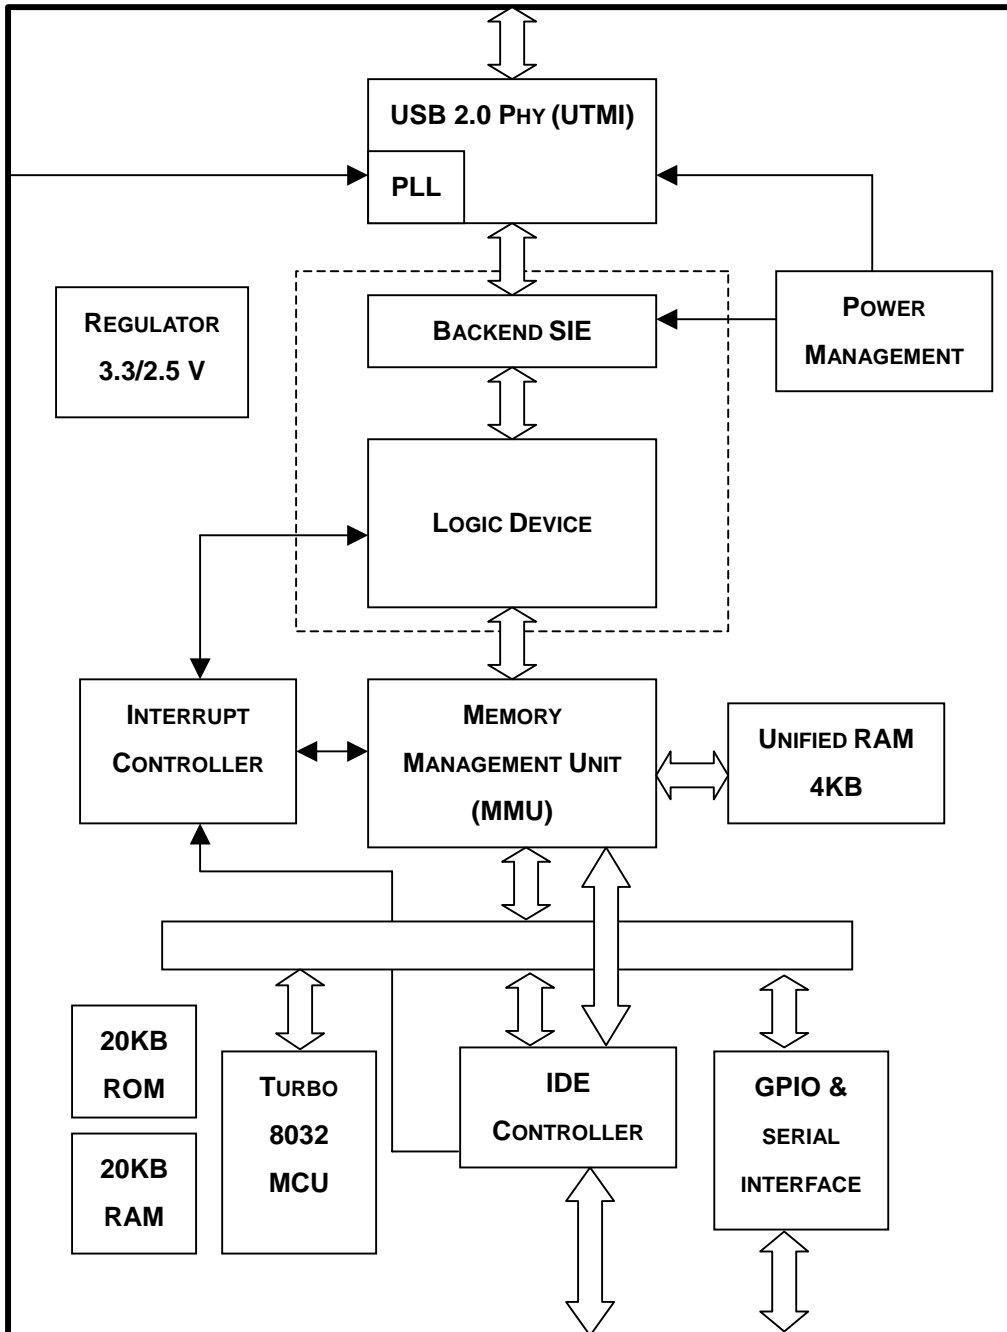 USB 2.0 PHY (UTMI)
PLL
REGULATOR
3.3/2.5 V
BACKEND SIE
POWER
MANAGEMENT
LOGIC DEVICE
INTERRUPT
CONTROLLER
MEMORY
MANAGEMENT UNIT
(MMU)
UNIFIED RAM
4KB
20KB
ROM
20KB
RAM
TURBO
8032
MCU
IDE
CONTROLLER
GPIO &
SERIAL
INTERFACE